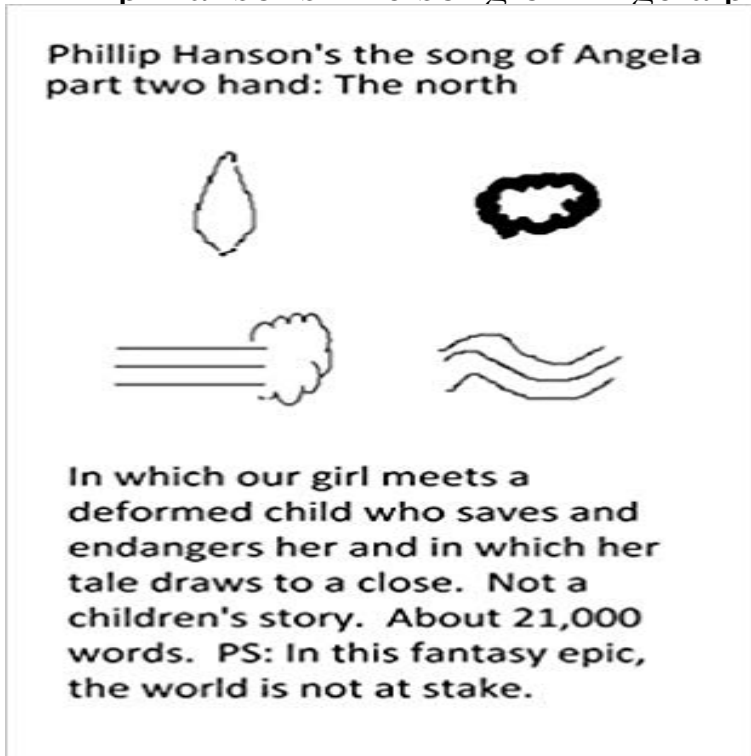 Phillip Hanson's the song of Angela
part two hand: The north
In which our girl meets a
deformed child who saves and
endangers her and in which her
tale draws to a close.  Not a
children's story.  About 21,000
words.  PS: In this fantasy epic,
the world is not at stake.